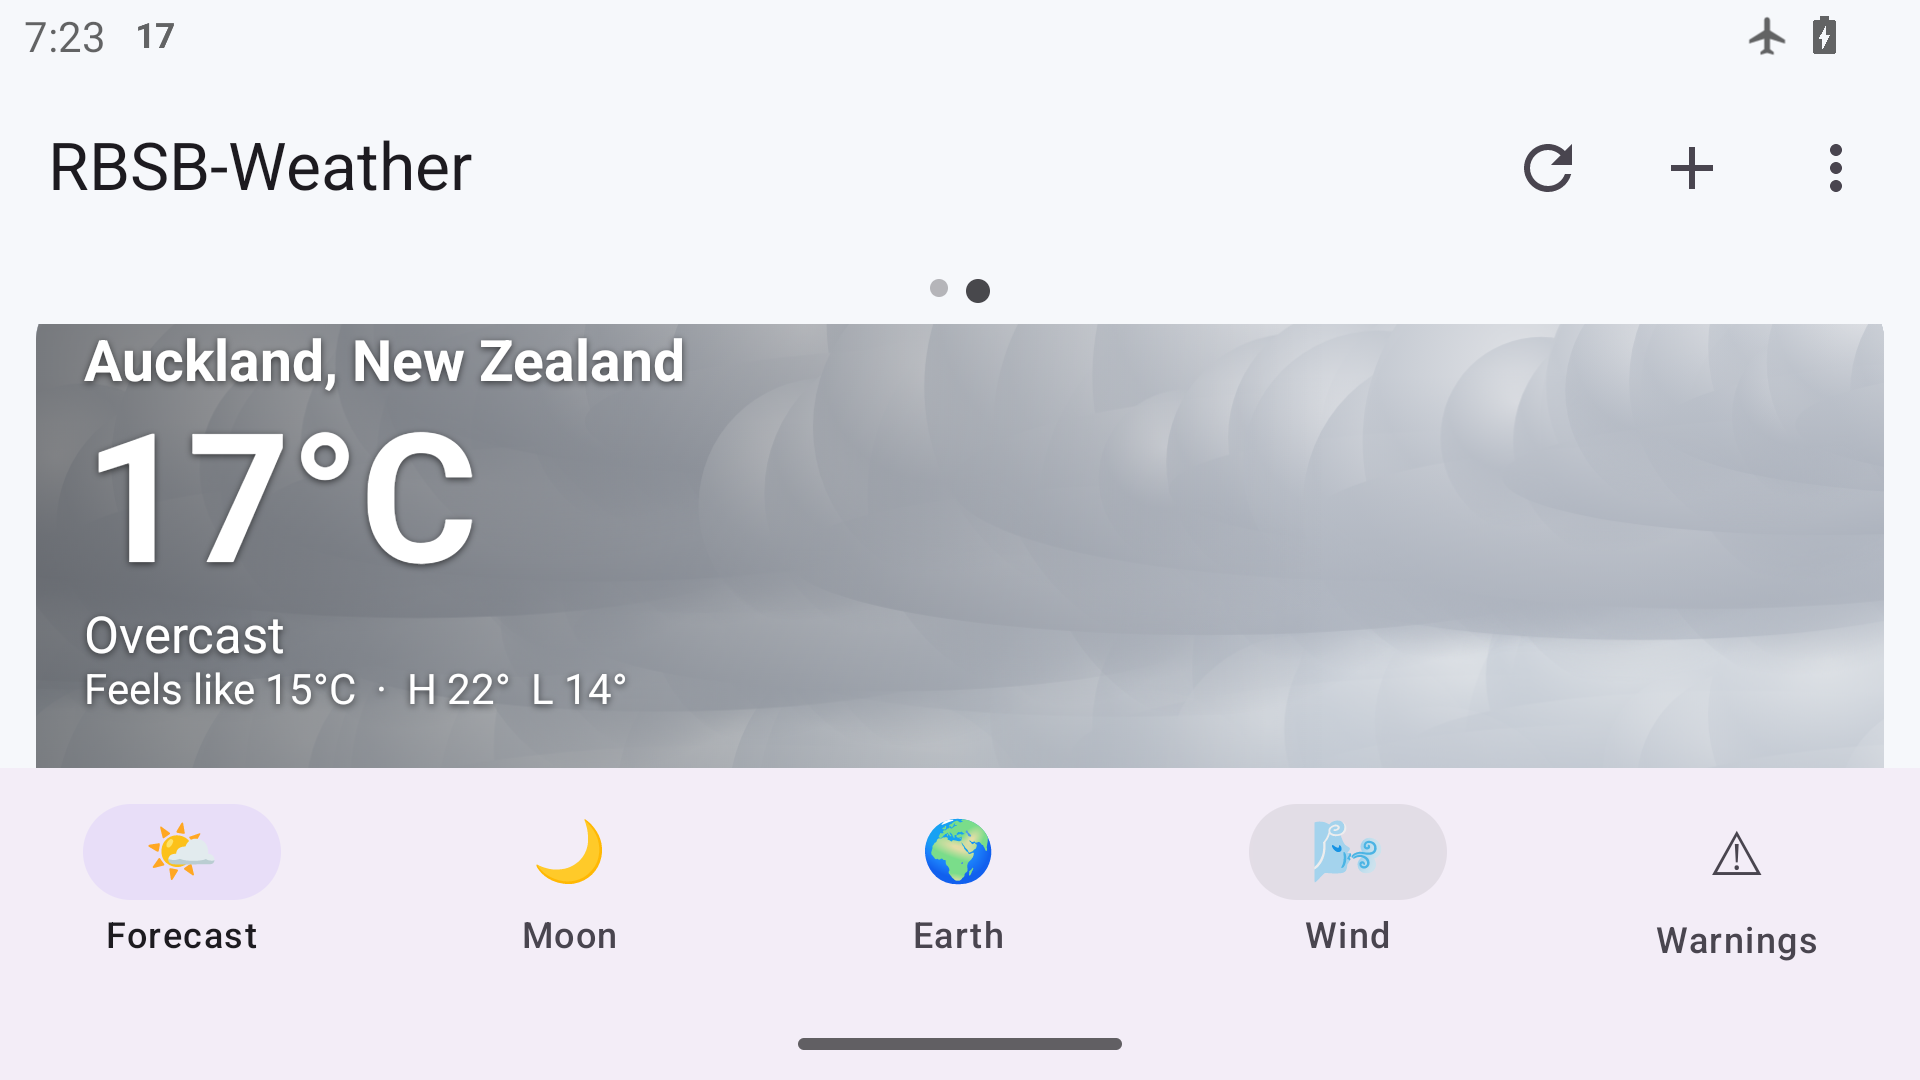 7:23 17
RBSB-Weather
Auckland, New Zealand
17°C
Overcast
Feels like 15°C · H 22° L 14°
Forecast
Moon
Earth
Wind
Warnings